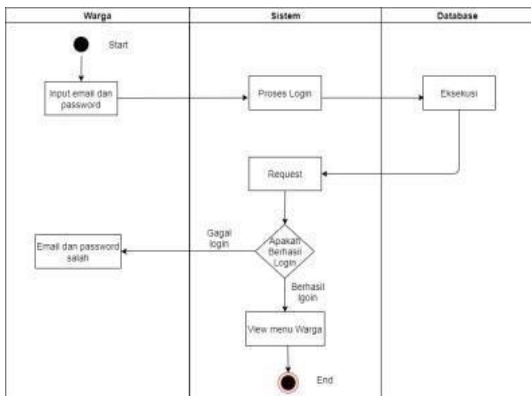 Warga
Sistem
Database
Start
Input email dan
password
Proses Login
Eksekusi
Request
Gagal
login
Apakan
Berhasil
Login
Email dan password
salah
Berhasil
lgoin
View menu Warga
End